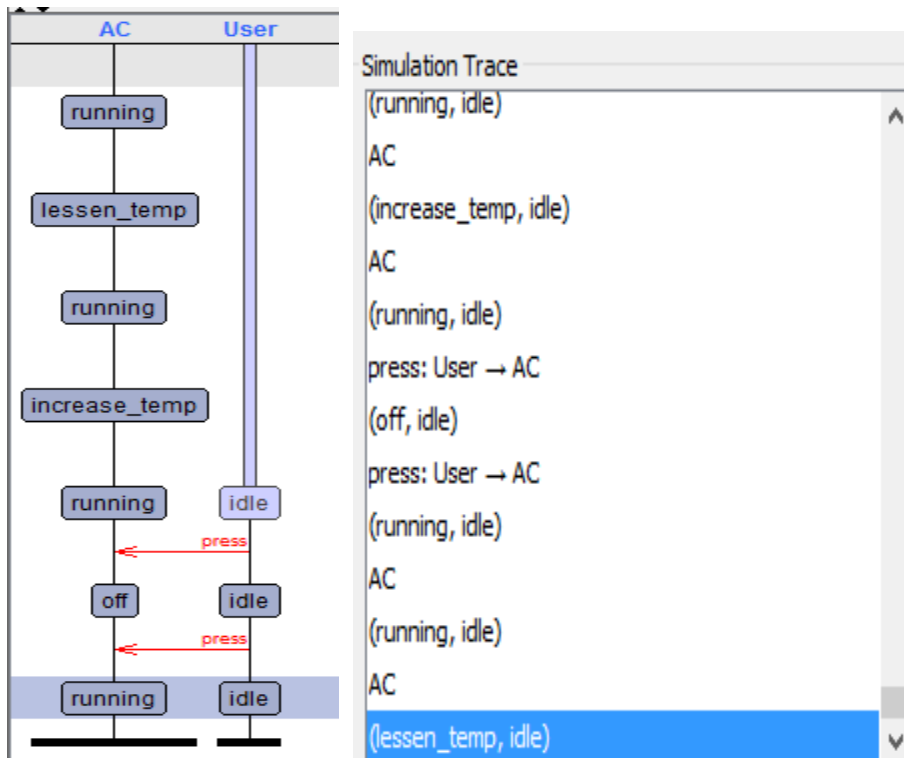 AC User
running
lessen_temp
running
increase_temp
running idle
press
off idle
press
running idle
Simulation Trace
(running, idle)
AC
(increase_temp, idle)
AC
(running, idle)
press: User → AC
(off, idle)
press: User → AC
(running, idle)
AC
(running, idle)
AC
(lessen_temp, idle)